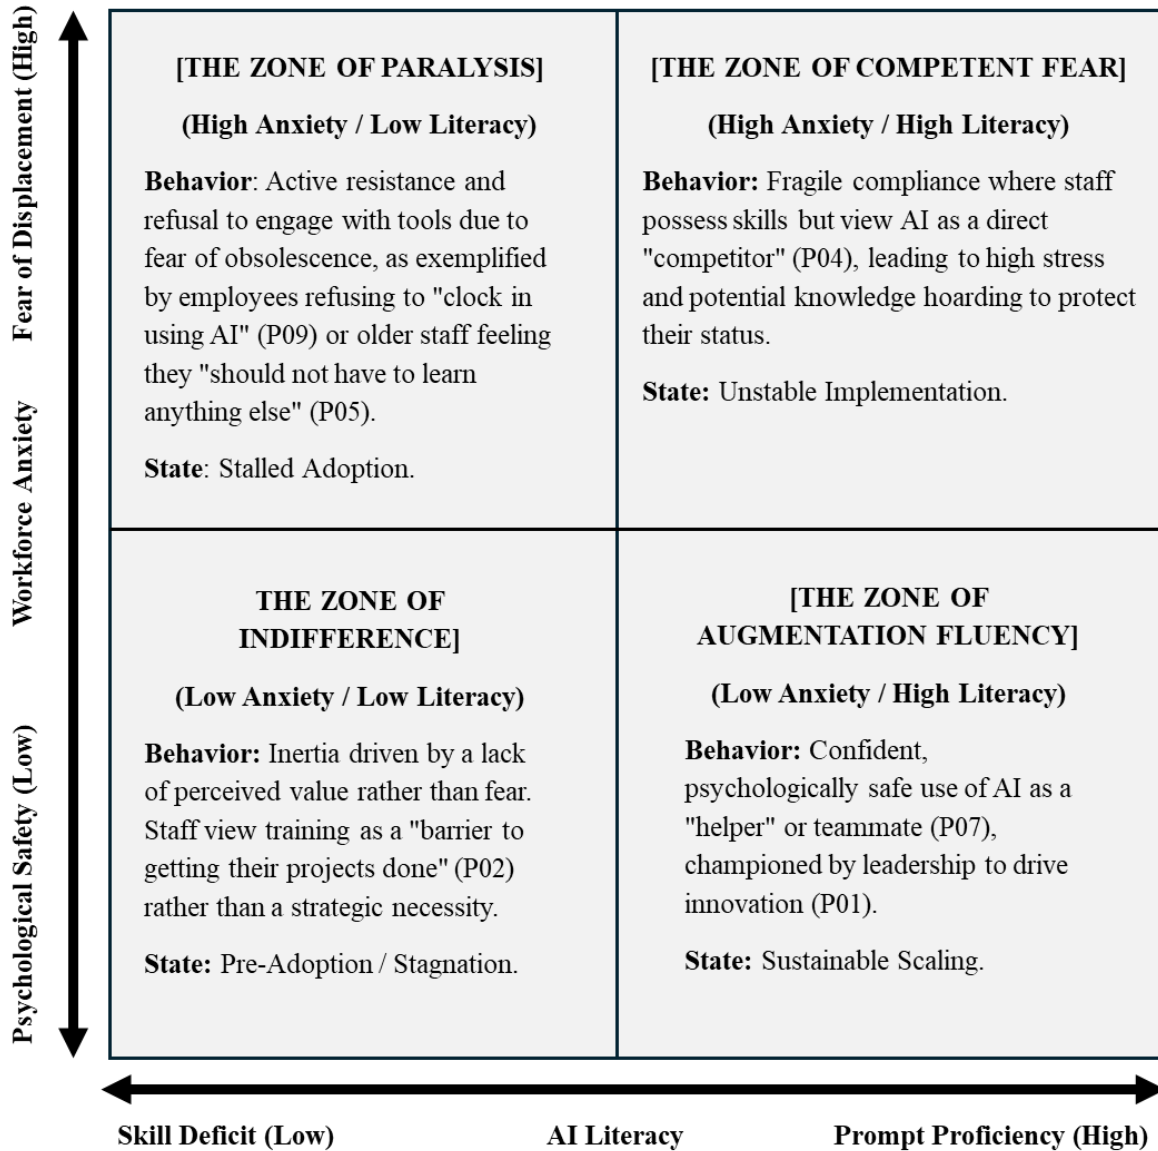 [THE ZONE OF PARALYSIS]
(High Anxiety / Low Literacy)
Behavior: Active resistance and
refusal to engage with tools due to
fear of obsolescence, as exemplified
by employees refusing to "clock in
using AI" (P09) or older staff feeling
they "should not have to learn
anything else" (P05).
State: Stalled Adoption.
[THE ZONE OF COMPETENT FEAR]
(High Anxiety / High Literacy)
Behavior: Fragile compliance where staff
possess skills but view AI as a direct
"competitor" (P04), leading to high stress
and potential knowledge hoarding to protect
their status.
State: Unstable Implementation.
THE ZONE OF
INDIFFERENCE]
(Low Anxiety / Low Literacy)
Behavior: Inertia driven by a lack
of perceived value rather than fear.
Staff view training as a "barrier to
getting their projects done" (P02)
rather than a strategic necessity.
State: Pre-Adoption / Stagnation.
[THE ZONE OF
AUGMENTATION FLUENCY]
(Low Anxiety / High Literacy)
Behavior: Confident,
psychologically safe use of AI as a
"helper" or teammate (P07),
championed by leadership to drive
innovation (P01).
State: Sustainable Scaling.
Fear of Displacement (High)
Workforce Anxiety
Psychological Safety (Low)
Skill Deficit (Low)
AI Literacy
Prompt Proficiency (High)